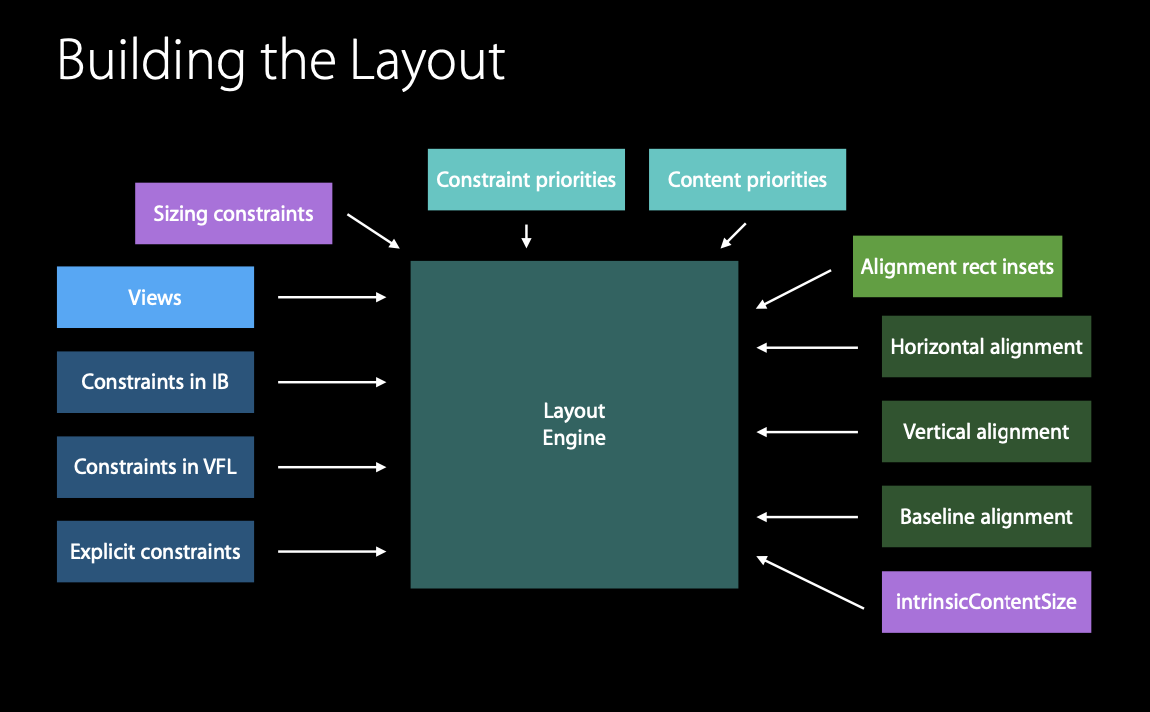 Building the Layout
Constraint priorities
Content priorities
Sizing constraints
Alignment rect insets
Views
Horizontal alignment
Constraints in IB
Layout
Engine
Vertical alignment
Constraints in VFL
Baseline alignment
Explicit constraints
intrinsicContentSize